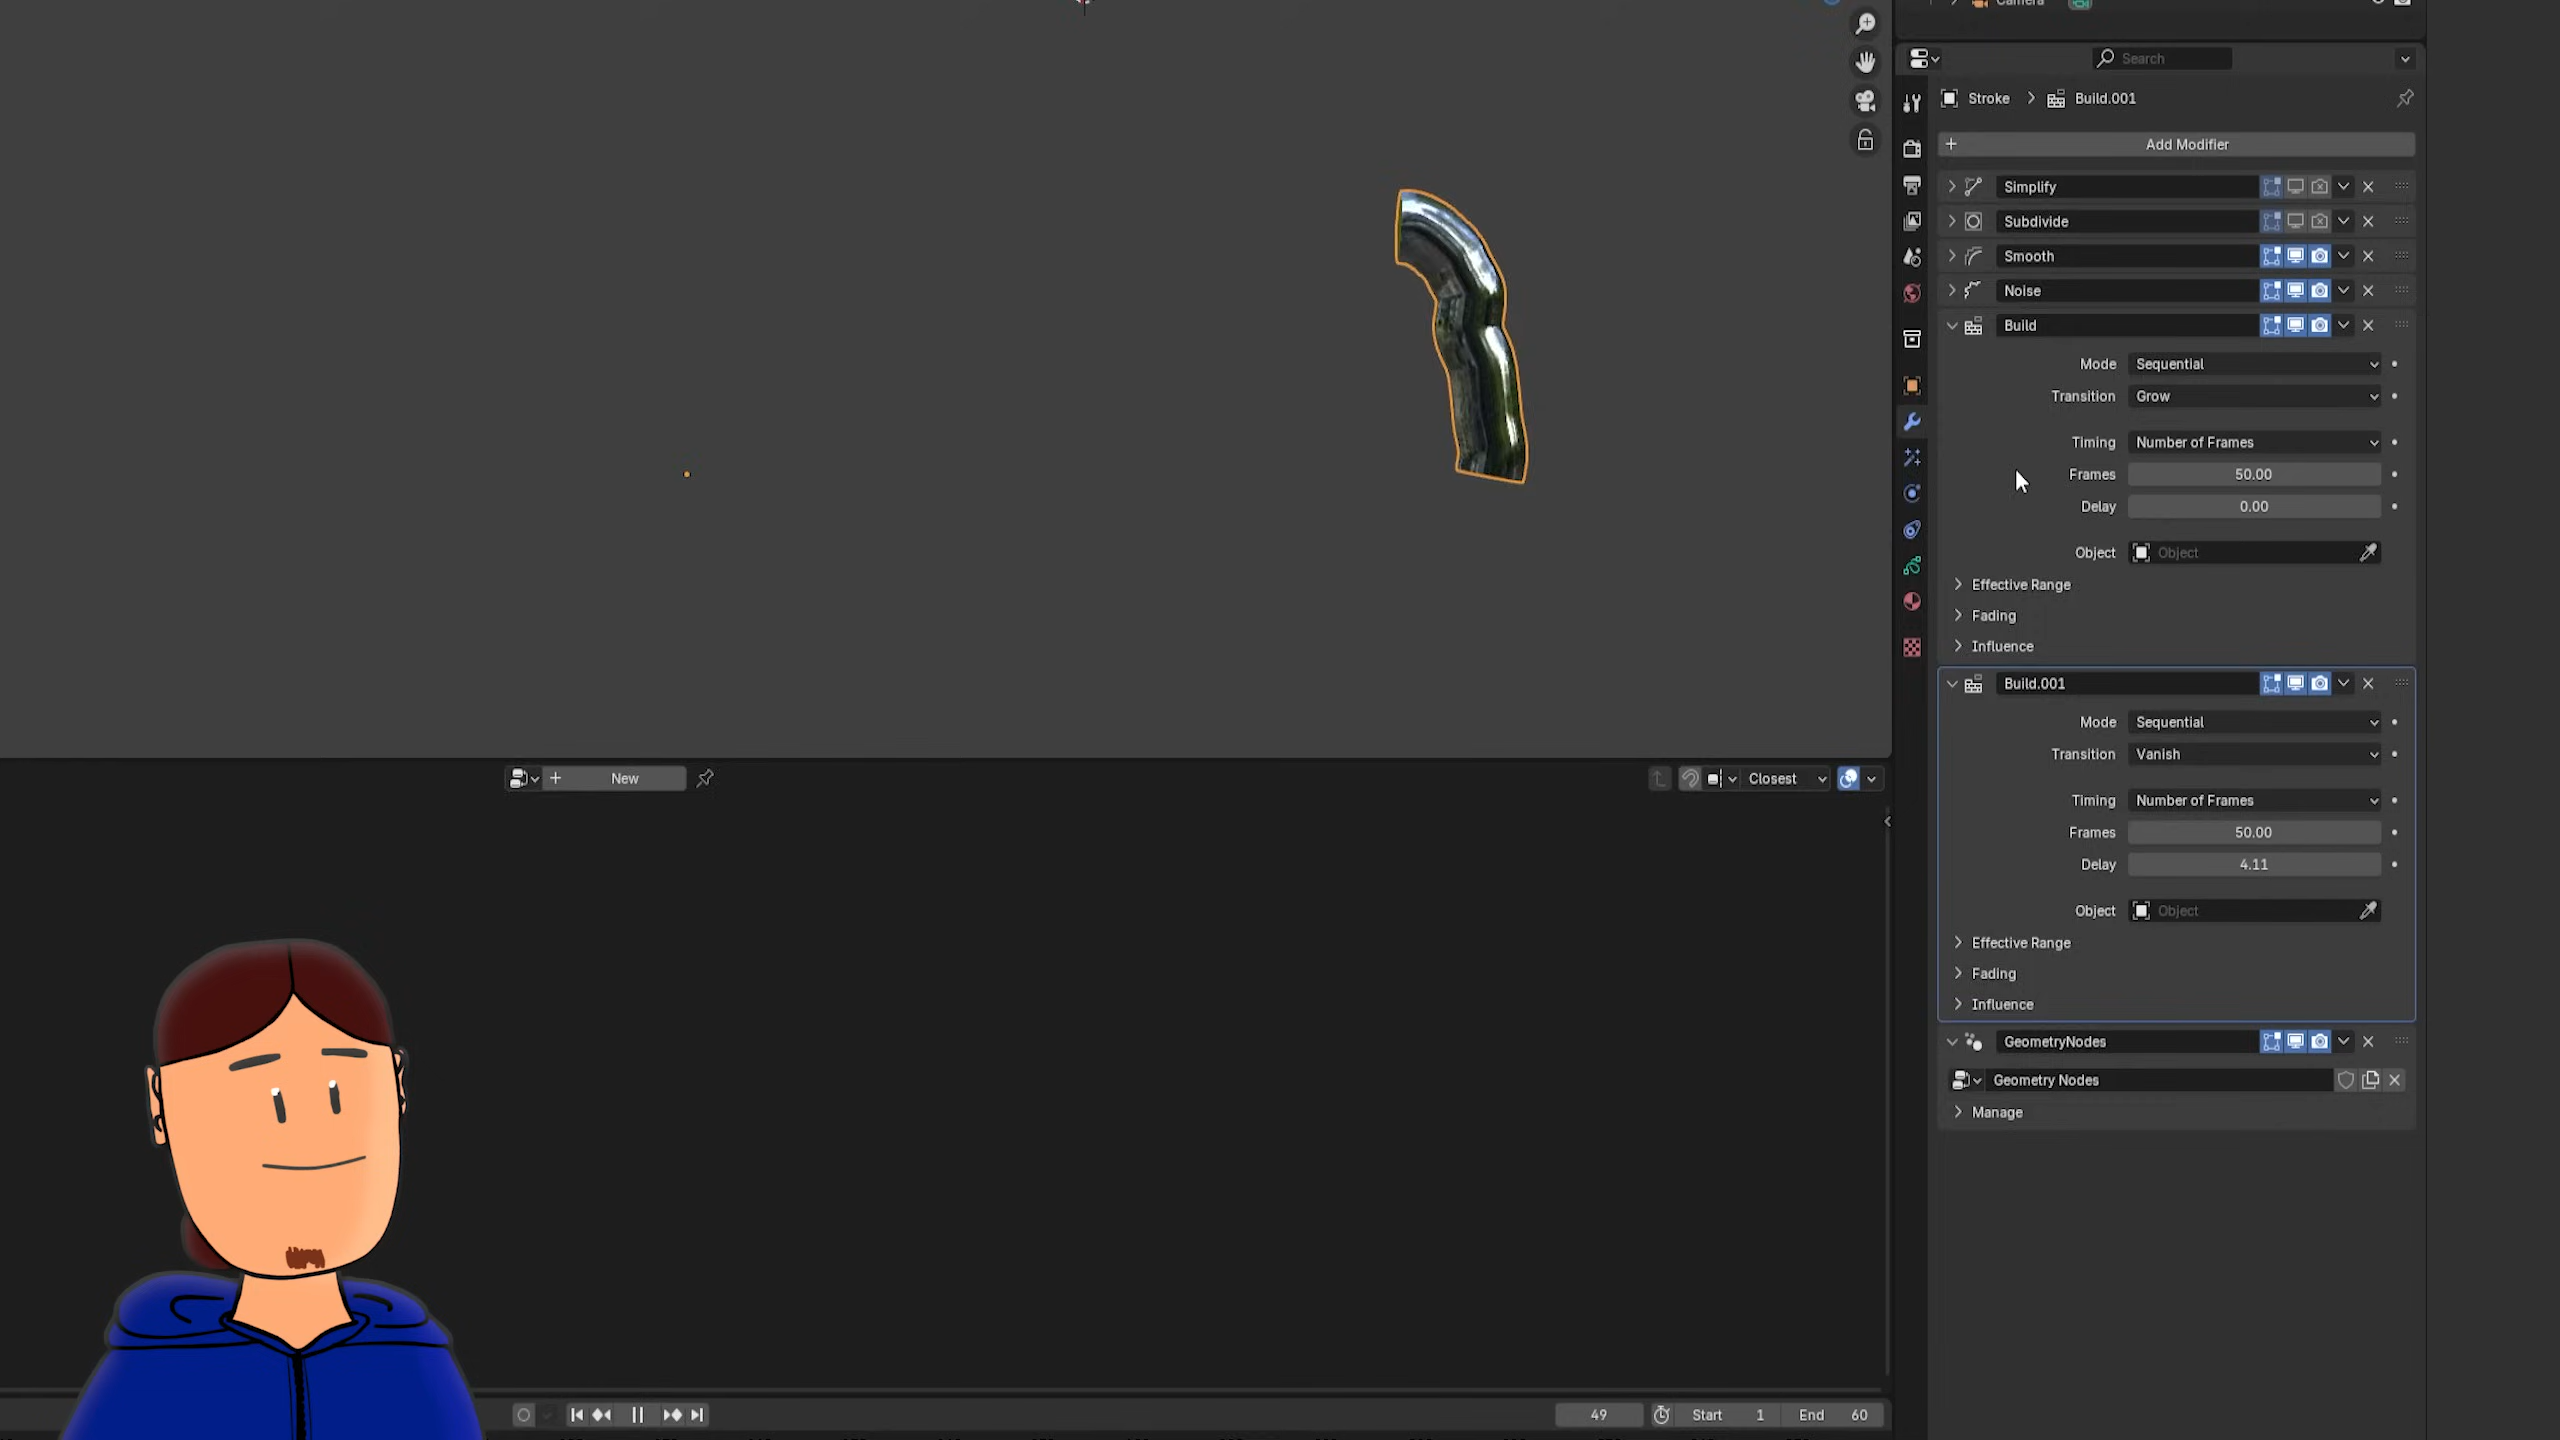 Camera
Search
Stroke > Build.001
Add Modifier
Simplify
Subdivide
Smooth
Noise
Build
Mode Sequential
Transition Grow
Timing Number of Frames
Frames 50.00
Delay 0.00
Object Object
Effective Range
Fading
Influence
Build.001
Mode Sequential
Transition Vanish
Timing Number of Frames
Frames 50.00
Delay 4.11
Object Object
Effective Range
Fading
Influence
GeometryNodes
Geometry Nodes
Manage
New
Closest
49
Start 1
End 60